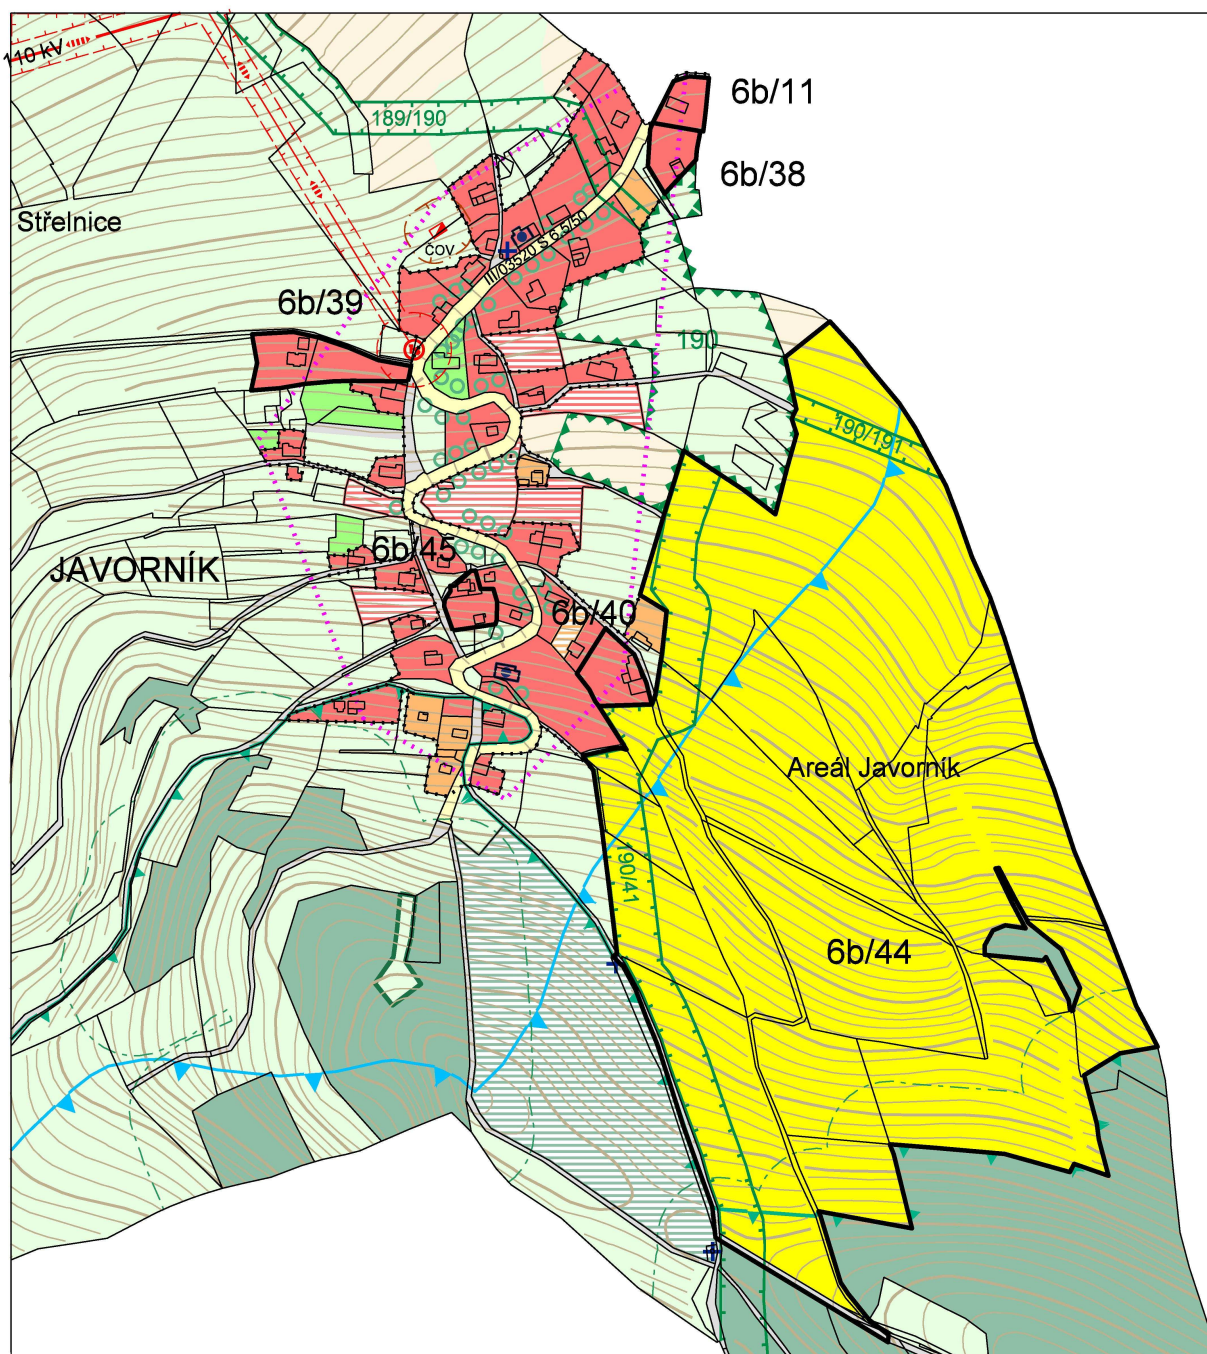 110 kV
6b/11
189/190
6b/38
Střelnice
čov
III/03520 S 6,5/50
6b/39
190
190/191
6b/45
JAVORNÍK
6b/40
Areál Javorník
190/41
6b/44